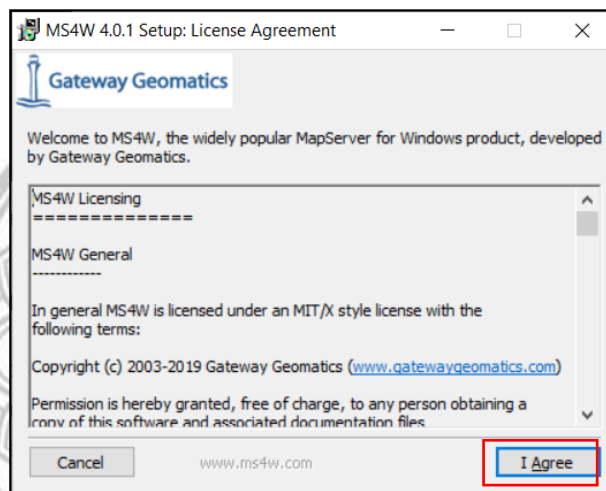 MS4W 4.0.1 Setup: License Agreement
Gateway Geomatics
Welcome to MS4W, the widely popular MapServer for Windows product, developed
by Gateway Geomatics.
MS4W Licensing
==============
MS4W General
------------
In general MS4W is licensed under an MIT/X style license with the
following terms:
Copyright (c) 2003-2019 Gateway Geomatics (www.gatewaygeomatics.com)
Permission is hereby granted, free of charge, to any person obtaining a
copy of this software and associated documentation files
Cancel
www.ms4w.com
I Agree